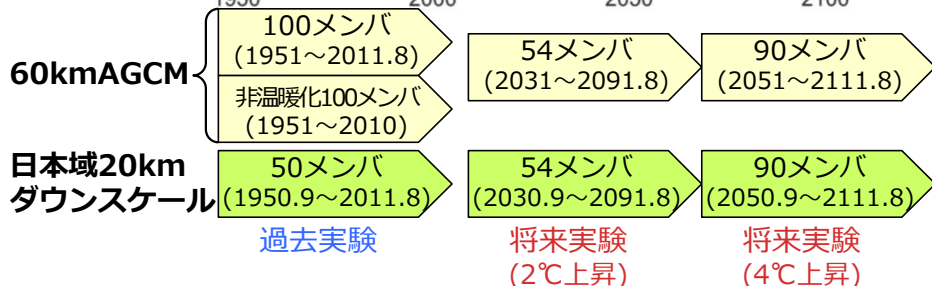 1950 2000 2050 2100
100メンバ
(1951～2011.8)
60kmAGCM
非温暖化100メンバ
(1951～2010)
54メンバ
(2031～2091.8)
90メンバ
(2051～2111.8)
日本域20km
ダウンスケール
50メンバ
(1950.9～2011.8)
54メンバ
(2030.9～2091.8)
90メンバ
(2050.9～2111.8)
過去実験
将来実験
(2℃上昇)
将来実験
(4℃上昇)